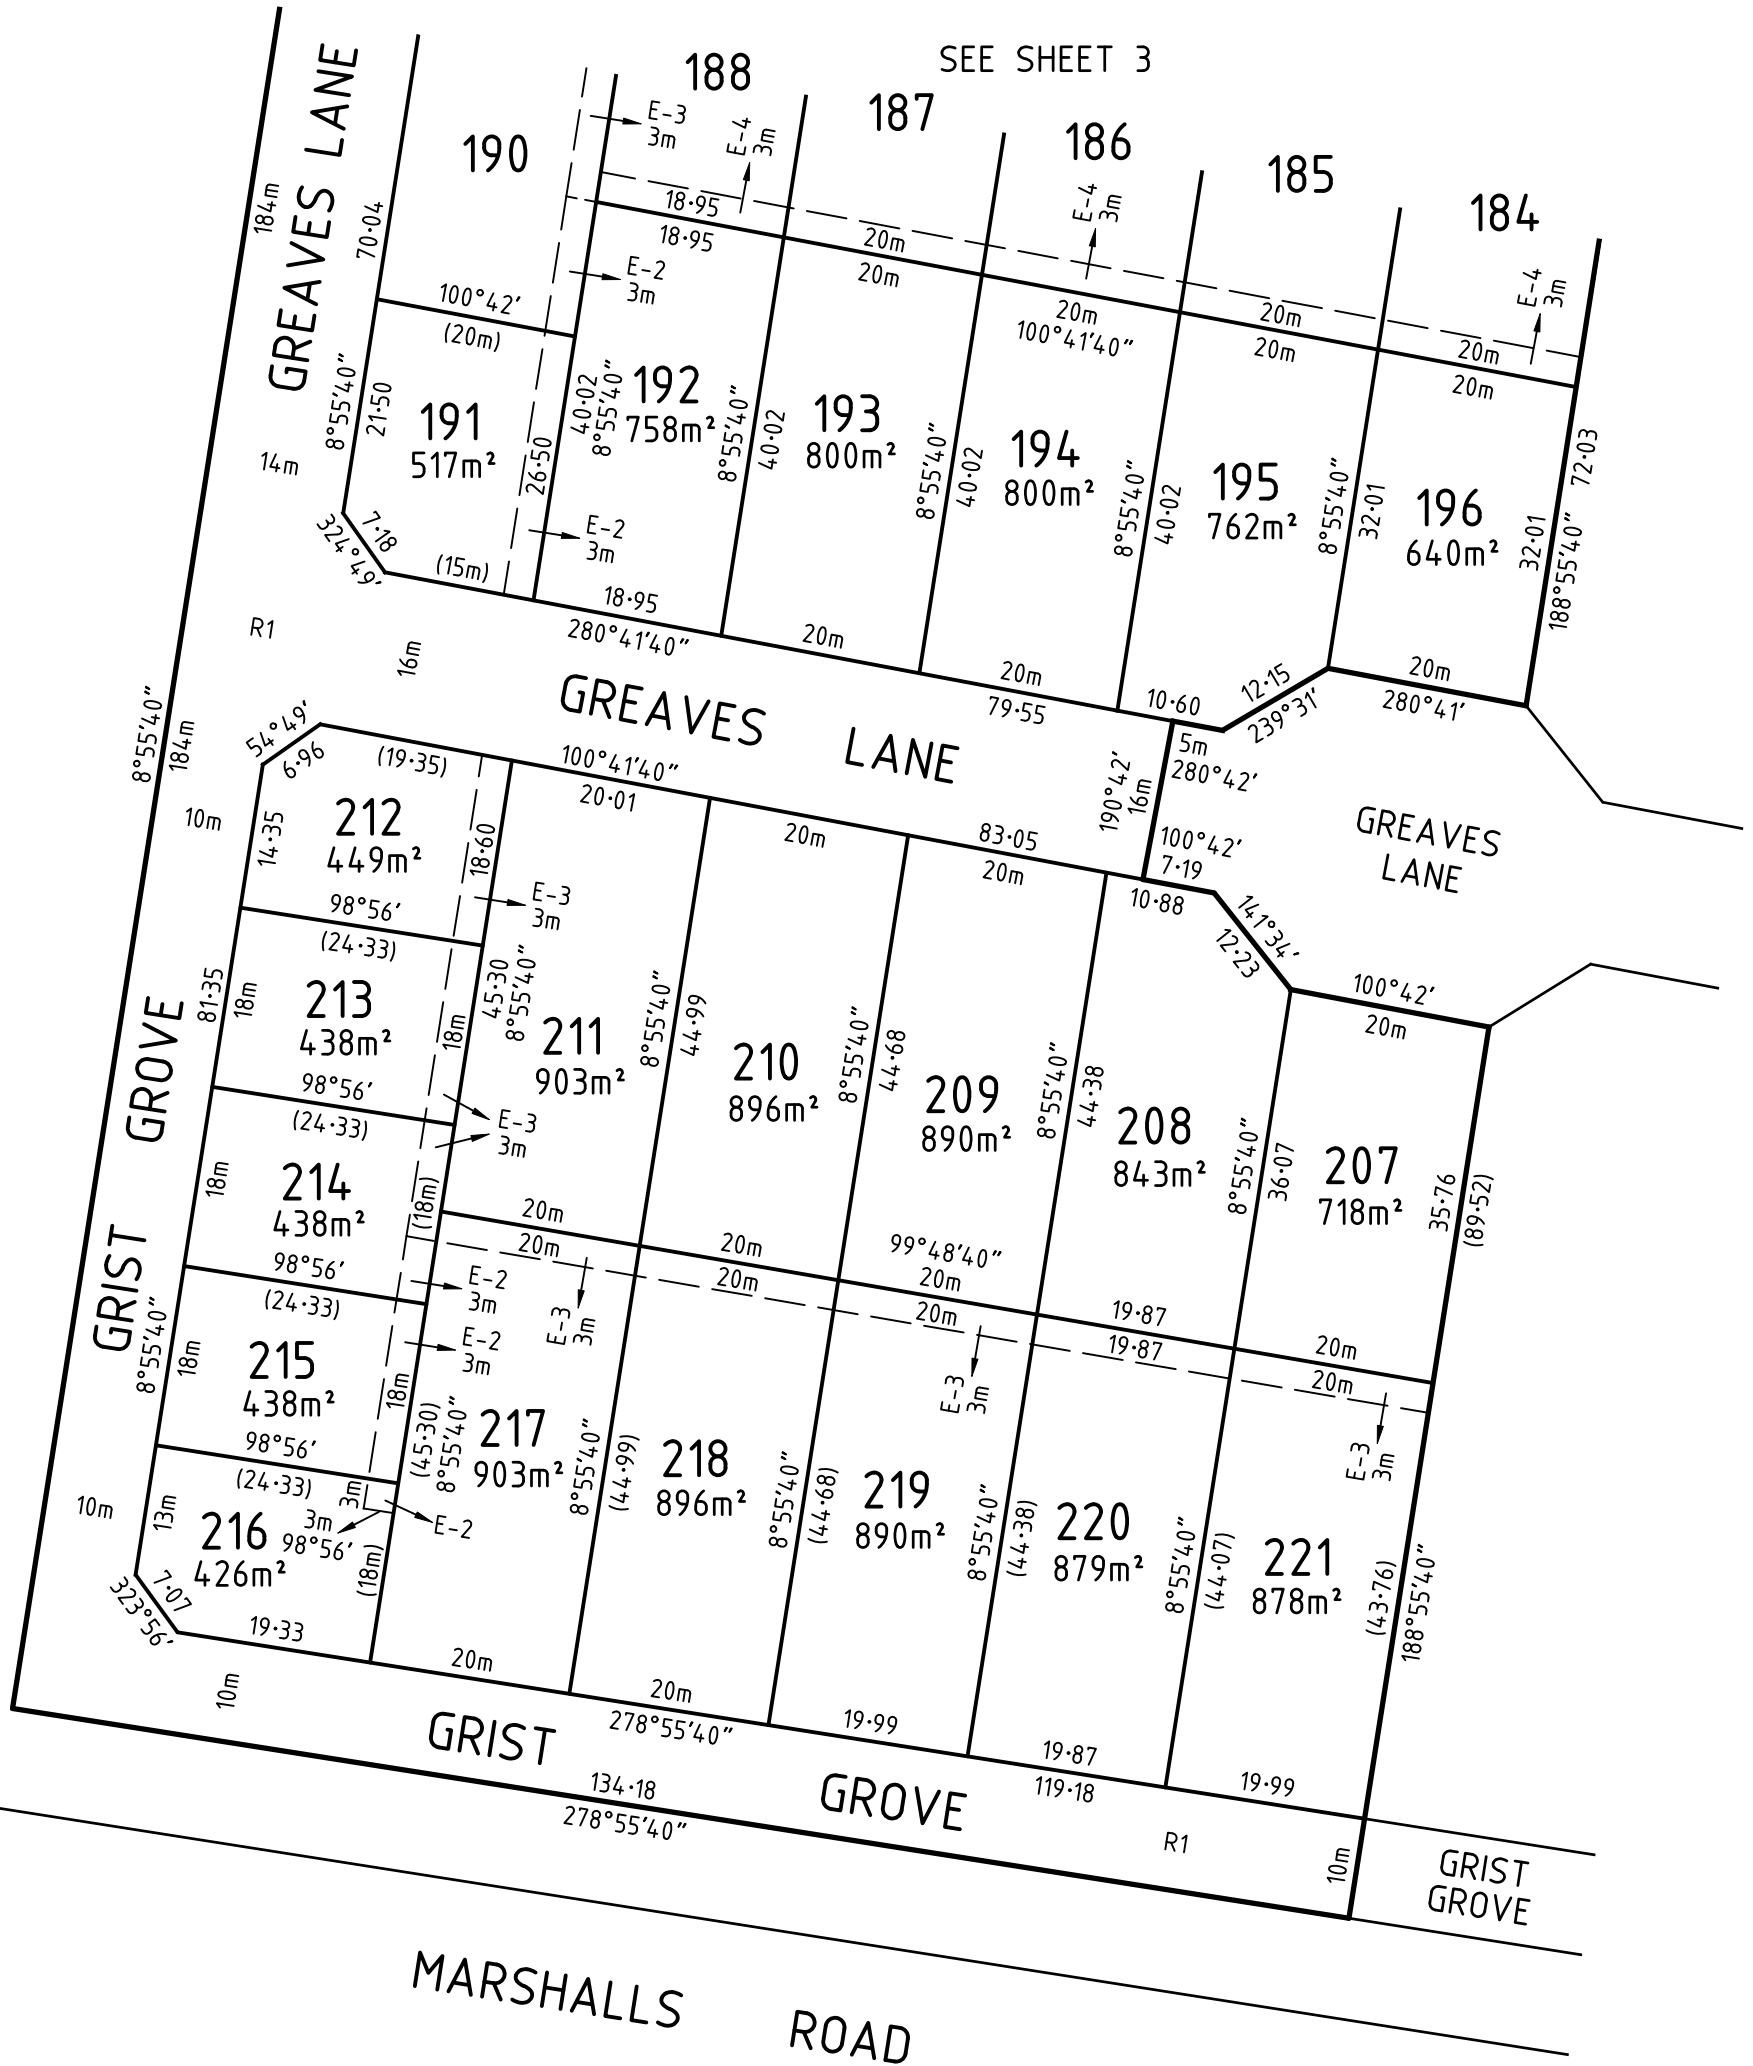 SEE SHEET 3
188
187
186
185
184
190
E-3
3m
E-4
3m
E-4
3m
E-4
3m
184m
GREAVES LANE
70·04
18·95
18·95
20m
20m
20m
100°41'40"
20m
20m
20m
20m
E-2
3m
100°42'
(20m)
8°55'40"
21·50
191
517m²
26·50
40·02
8°55'40"
192
758m²
8°55'40"
40·02
193
800m²
8°55'40"
40·02
194
800m²
8°55'40"
40·02
195
762m²
8°55'40"
32·01
196
640m²
32·01
72·03
188°55'40"
14m
7·18
324°49'
(15m)
E-2
3m
18·95
280°41'40"
20m
20m
79·55
10·60
12·15
239°31'
20m
280°41'
R1
16m
GREAVES LANE
5m
280°42'
190°42'
16m
100°42'
7·19
GREAVES
LANE
8°55'40"
184m
10m
54°49'
6·96
(19·35)
100°41'40"
20·01
20m
83·05
20m
10·88
141°34'
12·23
100°42'
20m
14·35
212
449m²
18·60
E-3
3m
98°56'
(24·33)
81·35
18m
213
438m²
18m
45·30
8°55'40"
211
903m²
8°55'40"
44·99
210
896m²
8°55'40"
44·68
209
890m²
8°55'40"
44·38
208
843m²
8°55'40"
36·07
207
718m²
35·76
(89·52)
98°56'
(24·33)
E-3
3m
GRIST GROVE
18m
214
438m²
(18m)
20m
20m
20m
20m
99°48'40"
20m
20m
19·87
19·87
20m
20m
98°56'
(24·33)
E-2
3m
E-3
3m
E-3
3m
E-3
3m
8°55'40"
18m
215
438m²
18m
E-2
3m
(45·30)
8°55'40"
217
903m²
8°55'40"
(44·99)
218
896m²
8°55'40"
(44·68)
219
890m²
8°55'40"
(44·38)
220
879m²
8°55'40"
(44·07)
221
878m²
(43·76)
188°55'40"
98°56'
(24·33)
10m
13m
216
426m²
3m
3m
98°56'
E-2
(18m)
7·07
323°56'
19·33
20m
20m
278°55'40"
19·99
19·87
119·18
19·99
10m
GRIST GROVE
134·18
278°55'40"
R1
10m
GRIST
GROVE
MARSHALLS ROAD